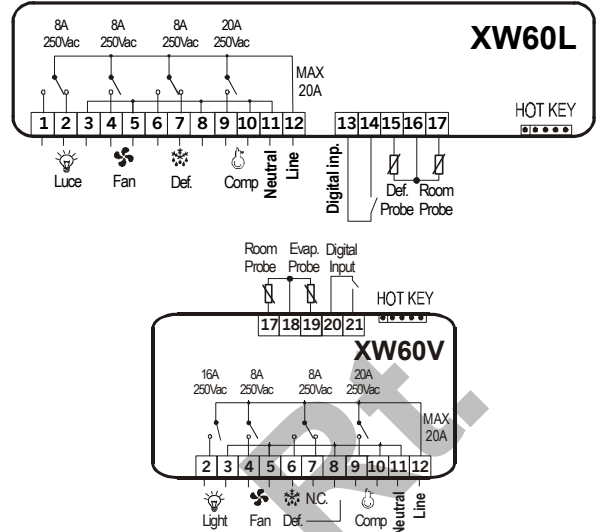 8A 8A 8A 20A
250Vac 250Vac 250Vac 250Vac
XW60L
MAX
20A
HOT KEY
1 2 3 4 5 6 7 8 9 10 11 12 13 14 15 16 17
Luce Fan Def. Comp Neutral Line Digital inp.
Def. Room
Probe Probe
Room Evap. Digital
Probe Probe Input
HOT KEY
17 18 19 20 21
XW60V
16A 8A 8A 20A
250Vac 250Vac 250Vac 250Vac
MAX
20A
2 3 4 5 6 7 8 9 10 11 12
N.C.
Light Fan Def. Comp Neutral Line
Rt.